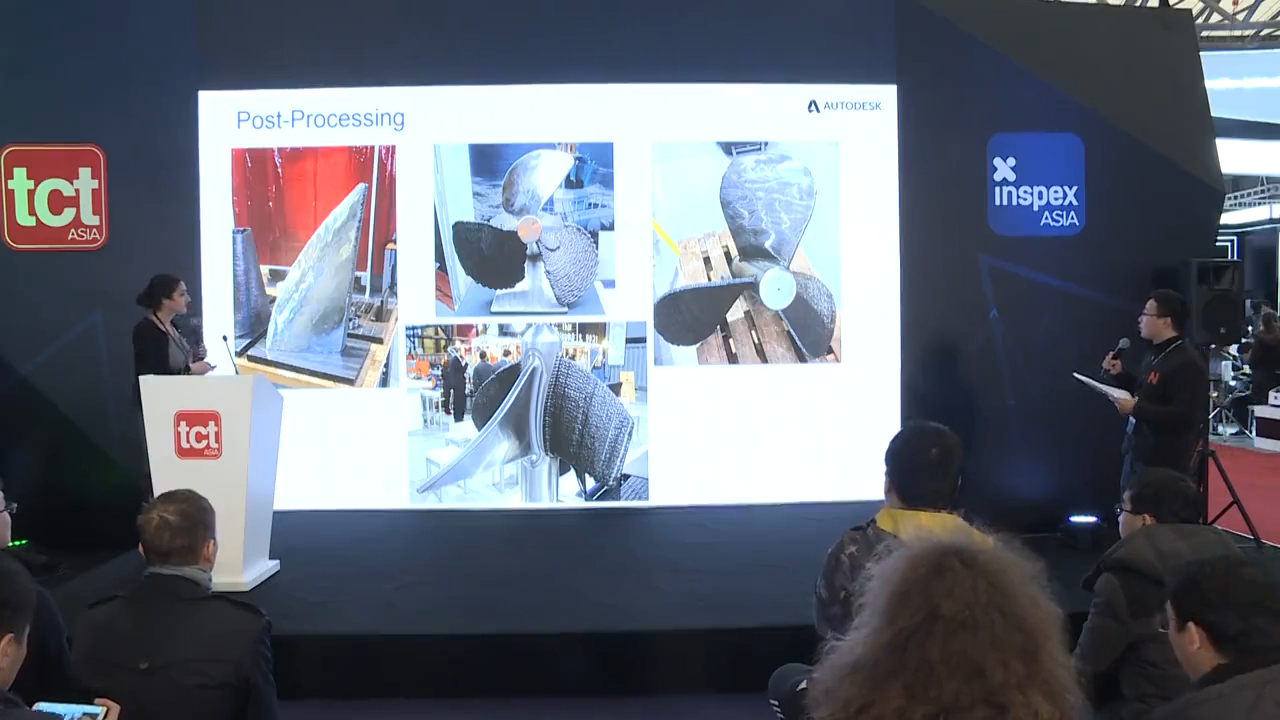 Post-Processing
AUTODESK
tct
ASIA
inspex
ASIA
tct
ASIA